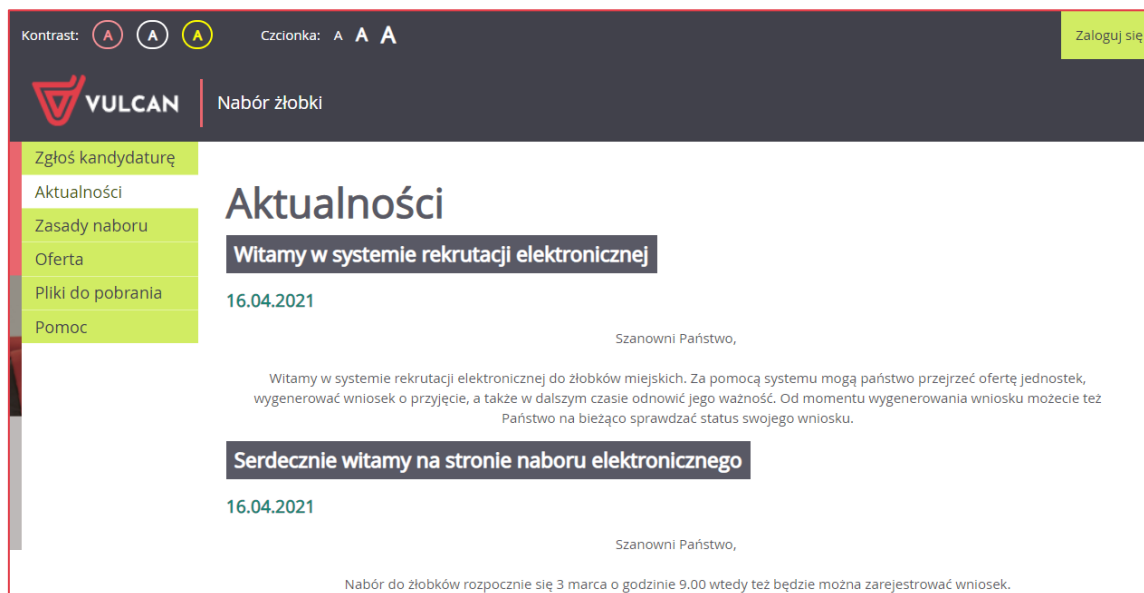 Kontrast: A A A Czcionka: A A A Zaloguj się
VULCAN Nabór żłobki
Zgłoś kandydaturę
Aktualności
Zasady naboru
Oferta
Pliki do pobrania
Pomoc
Aktualności
Witamy w systemie rekrutacji elektronicznej
16.04.2021
Szanowni Państwo,
Witamy w systemie rekrutacji elektronicznej do żłobków miejskich. Za pomocą systemu mogą państwo przejrzeć ofertę jednostek,
wygenerować wniosek o przyjęcie, a także w dalszym czasie odnowić jego ważność. Od momentu wygenerowania wniosku możecie też
Państwo na bieżąco sprawdzać status swojego wniosku.
Serdecznie witamy na stronie naboru elektronicznego
16.04.2021
Szanowni Państwo,
Nabór do żłobków rozpocznie się 3 marca o godzinie 9.00 wtedy też będzie można zarejestrować wniosek.